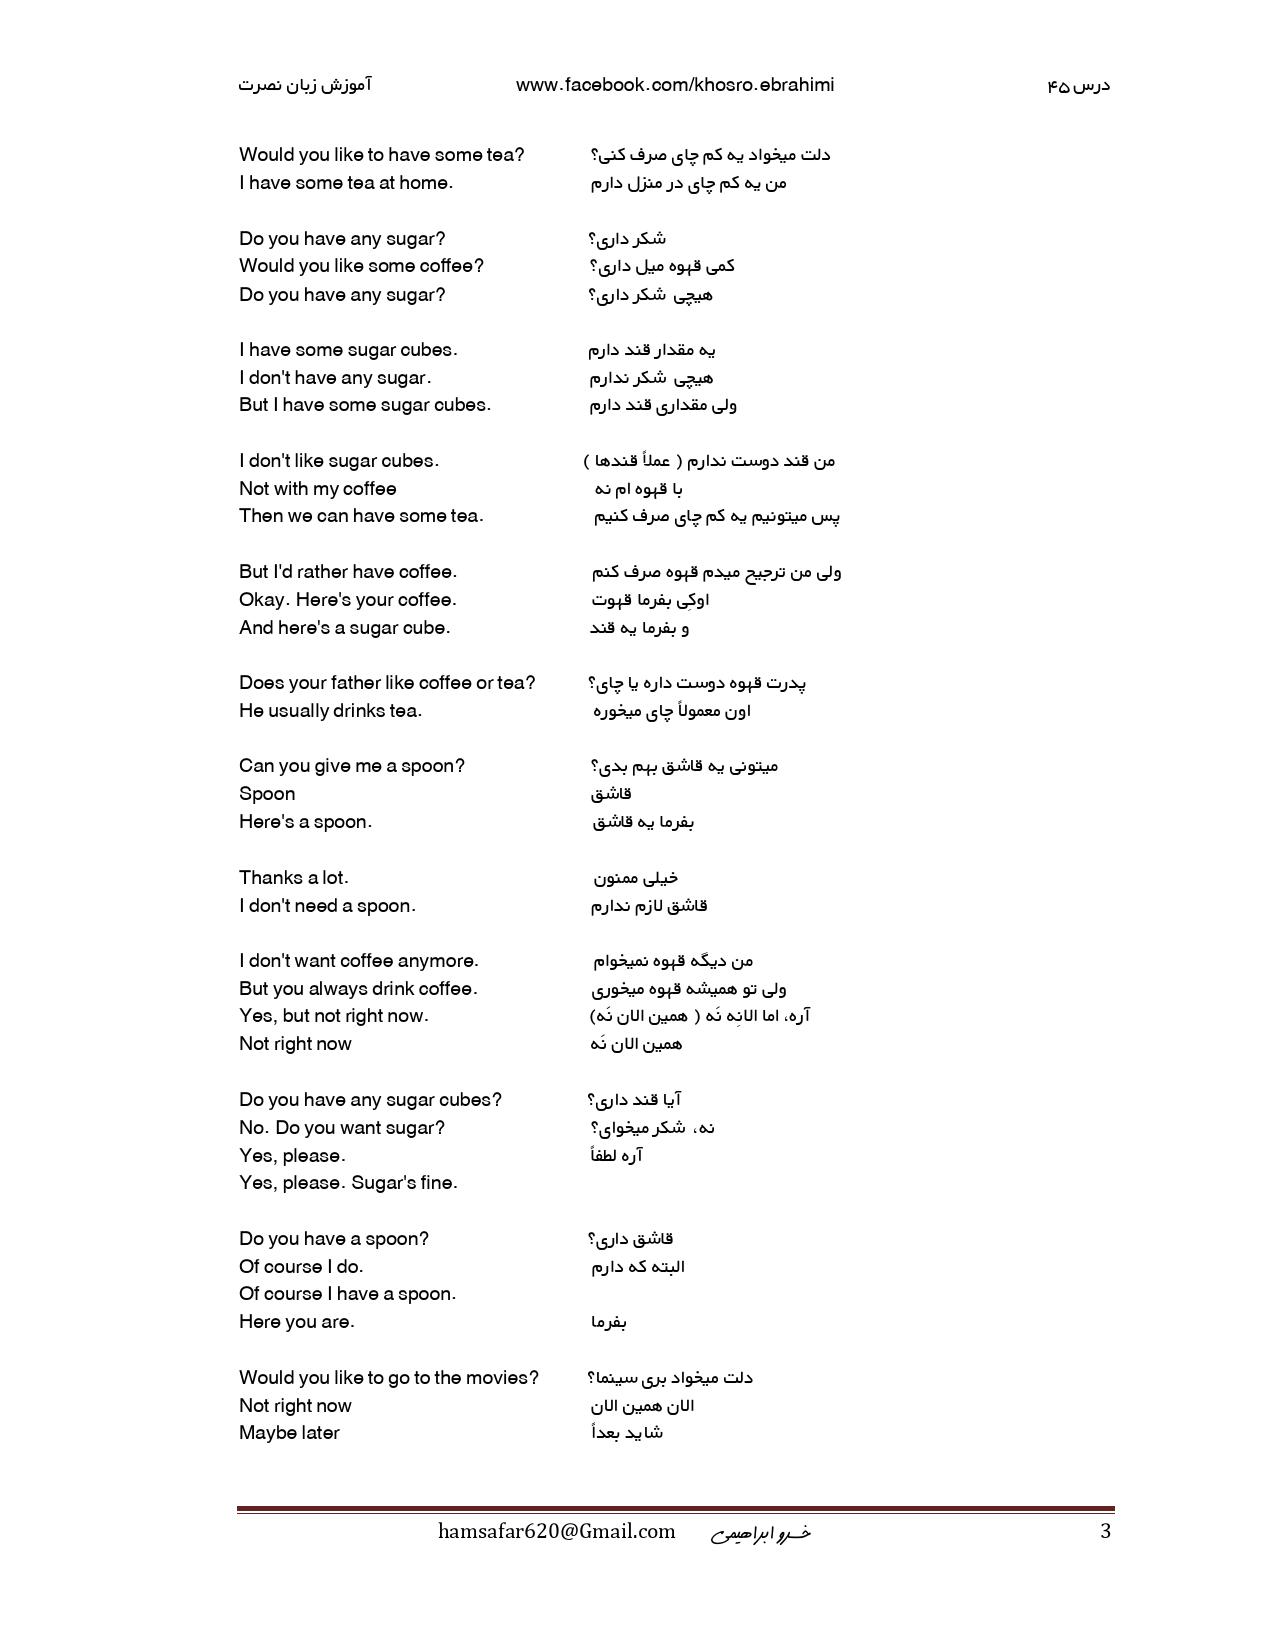 آموزش زبان نصرت www.facebook.com/khosro.ebrahimi درس ۴۵
Would you like to have some tea? دلت میخواد یه کم چای صرف کنی؟
I have some tea at home. من یه کم چای در منزل دارم
Do you have any sugar? شکر داری؟
Would you like some coffee? کمی قهوه میل داری؟
Do you have any sugar? هیچی شکر داری؟
I have some sugar cubes. یه مقدار قند دارم
I don't have any sugar. هیچی شکر ندارم
But I have some sugar cubes. ولی مقداری قند دارم
I don't like sugar cubes. من قند دوست ندارم ( عملاً قندها )
Not with my coffee با قهوه ام نه
Then we can have some tea. پس میتونیم یه کم چای صرف کنیم
But I'd rather have coffee. ولی من ترجیح میدم قهوه صرف کنم
Okay. Here's your coffee. اوکِی بفرما قهوت
And here's a sugar cube. و بفرما یه قند
Does your father like coffee or tea? پدرت قهوه دوست داره یا چای؟
He usually drinks tea. اون معمولاً چای میخوره
Can you give me a spoon? میتونی یه قاشق بهم بدی؟
Spoon قاشق
Here's a spoon. بفرما یه قاشق
Thanks a lot. خیلی ممنون
I don't need a spoon. قاشق لازم ندارم
I don't want coffee anymore. من دیگه قهوه نمیخوام
But you always drink coffee. ولی تو همیشه قهوه میخوری
Yes, but not right now. آره، اما الانِه نَه ( همین الان نَه)
Not right now همین الان نَه
Do you have any sugar cubes? آیا قند داری؟
No. Do you want sugar? نه، شکر میخوای؟
Yes, please. آره لطفاً
Yes, please. Sugar's fine.
Do you have a spoon? قاشق داری؟
Of course I do. البته که دارم
Of course I have a spoon.
Here you are. بفرما
Would you like to go to the movies? دلت میخواد بری سینما؟
Not right now الان همین الان
Maybe later شاید بعداً
hamsafar620@Gmail.com خسرو ابراهیمی 3